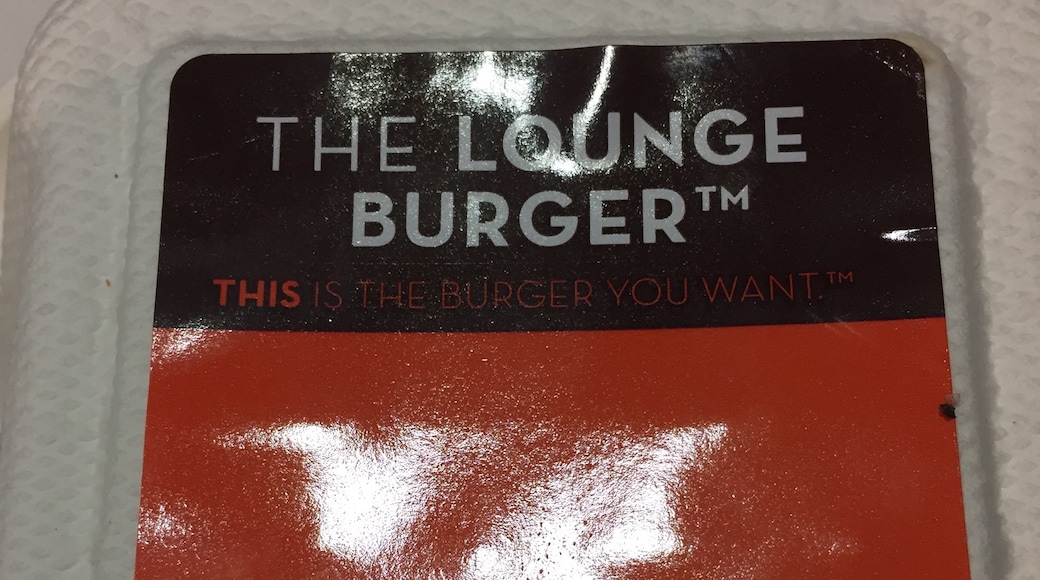 THE LOUNGE
BURGER™
THIS IS THE BURGER YOU WANT.™